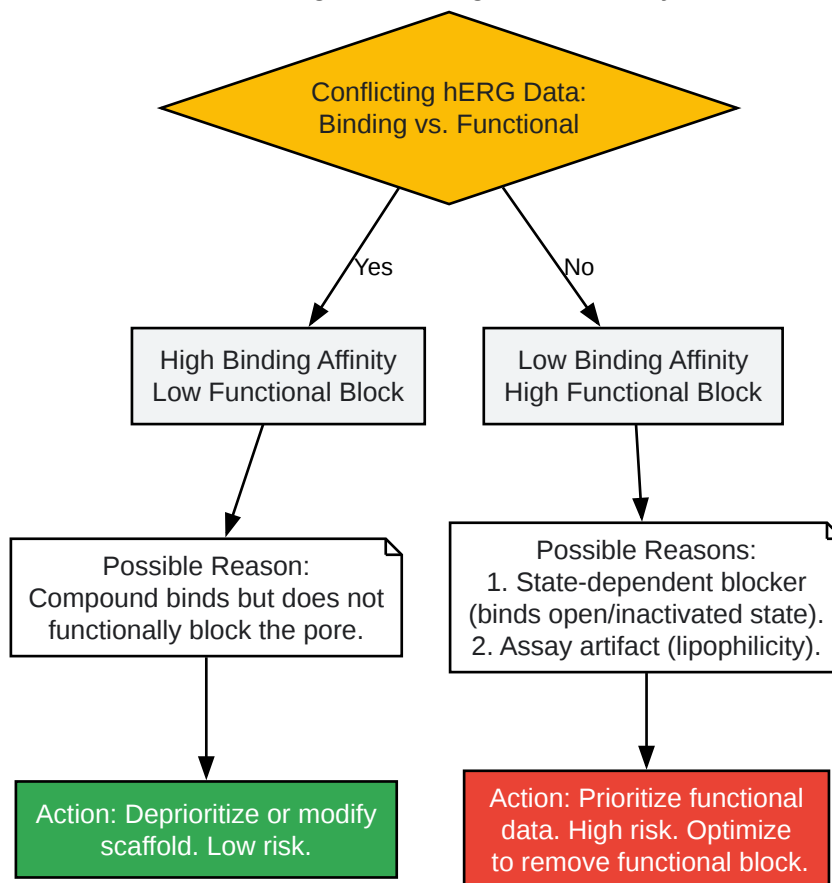 Conflicting hERG Data:
Binding vs. Functional
Yes
No
High Binding Affinity
Low Functional Block
Low Binding Affinity
High Functional Block
Possible Reason:
Compound binds but does not
functionally block the pore.
Possible Reasons:
1. State-dependent blocker
(binds open/inactivated state).
2. Assay artifact (lipophilicity).
Action: Deprioritize or modify
scaffold. Low risk.
Action: Prioritize functional
data. High risk. Optimize
to remove functional block.